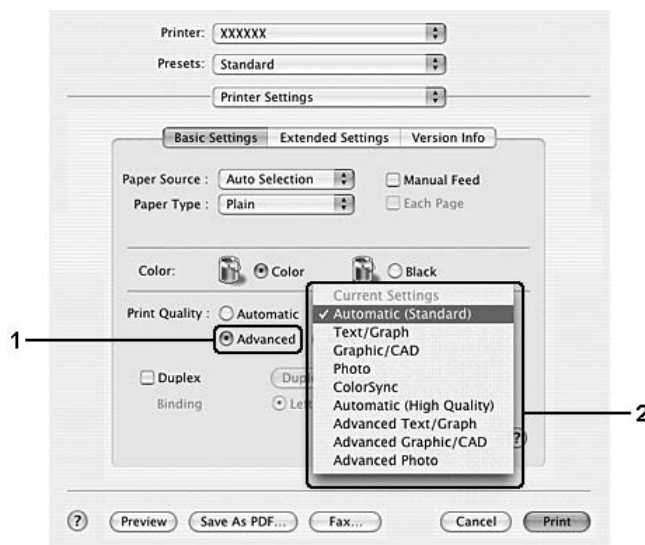 Printer: XXXXXX
Presets: Standard
Printer Settings
Basic Settings Extended Settings Version Info
Paper Source : Auto Selection Manual Feed
Paper Type : Plain Each Page
Color: Color Black
Current Settings
Print Quality : Automatic ✓ Automatic (Standard)
Text/Graph
1 Advanced Graphic/CAD
Photo
Duplex ColorSync
Binding Automatic (High Quality)
Advanced Text/Graph 2
Advanced Graphic/CAD ?
Advanced Photo
? Preview Save As PDF... Fax... Cancel Print